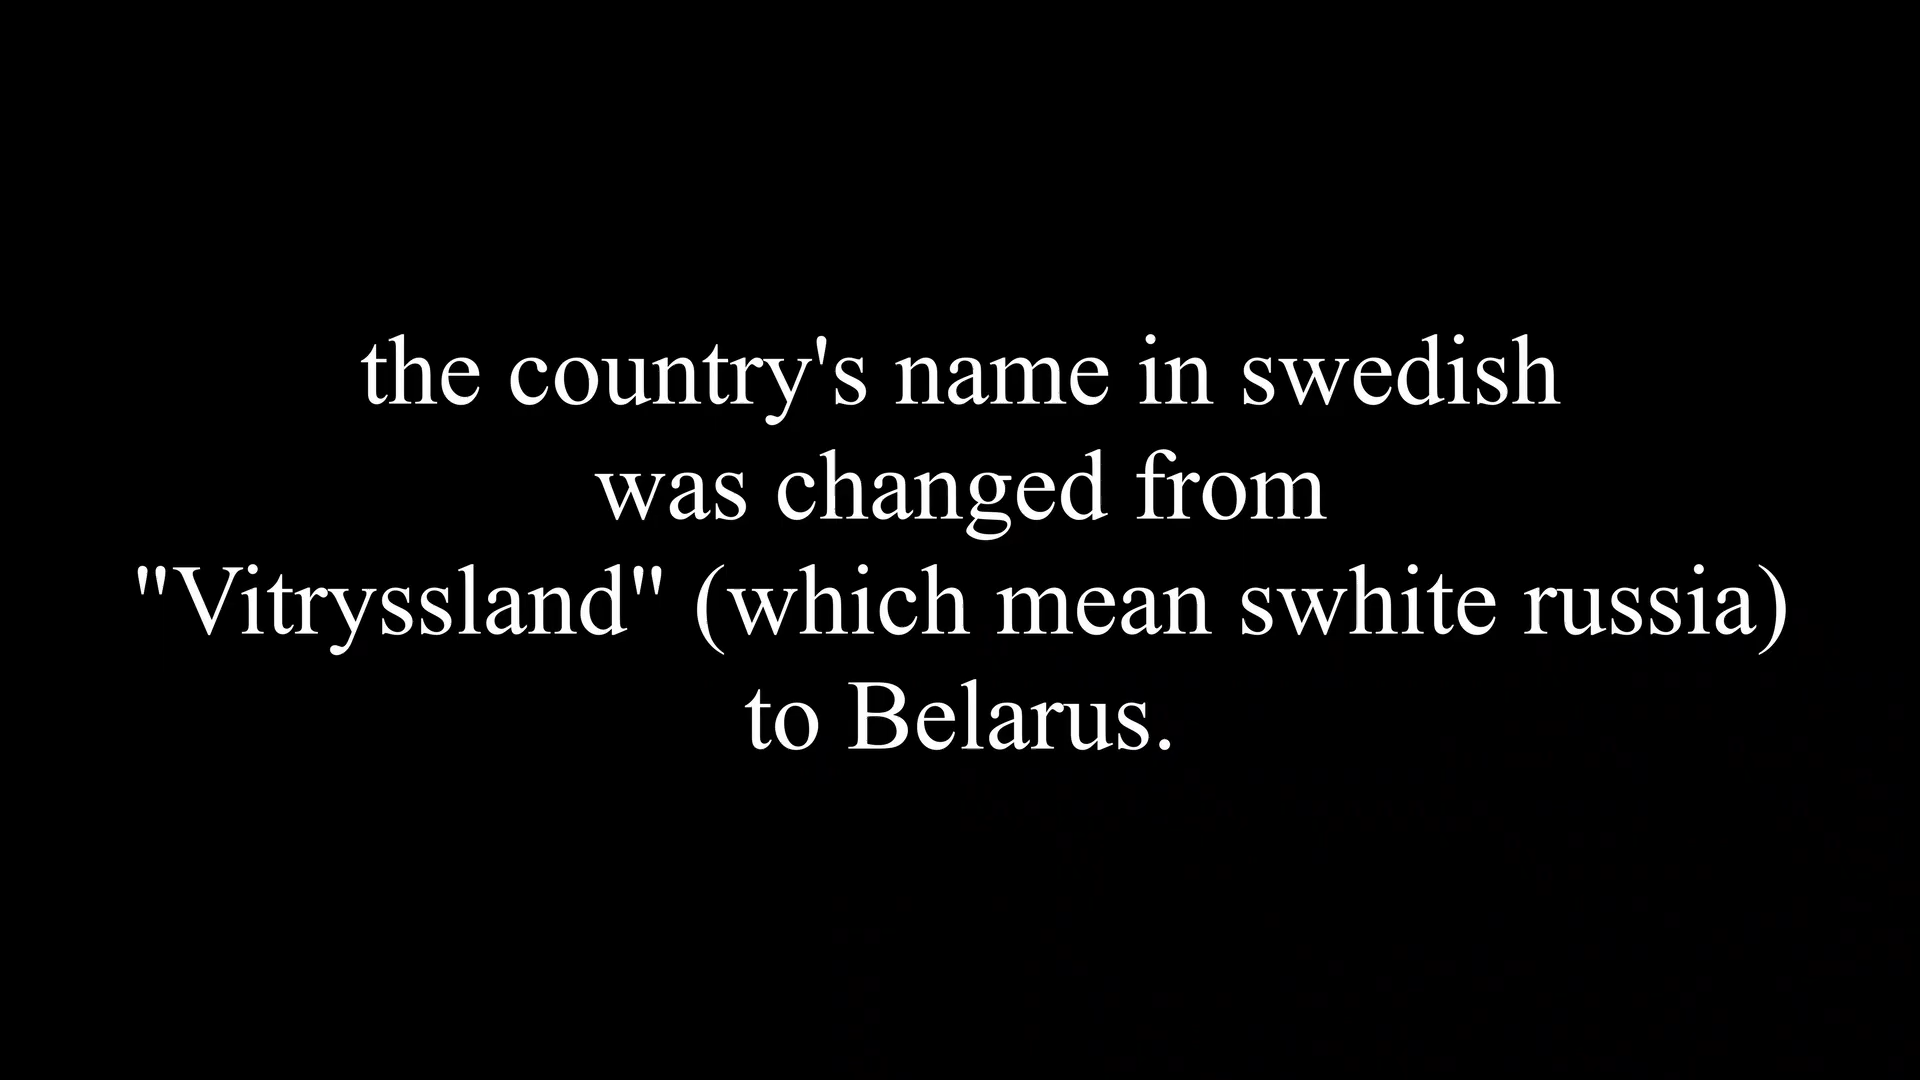 the country's name in swedish
was changed from
"Vitryssland" (which mean swhite russia)
to Belarus.